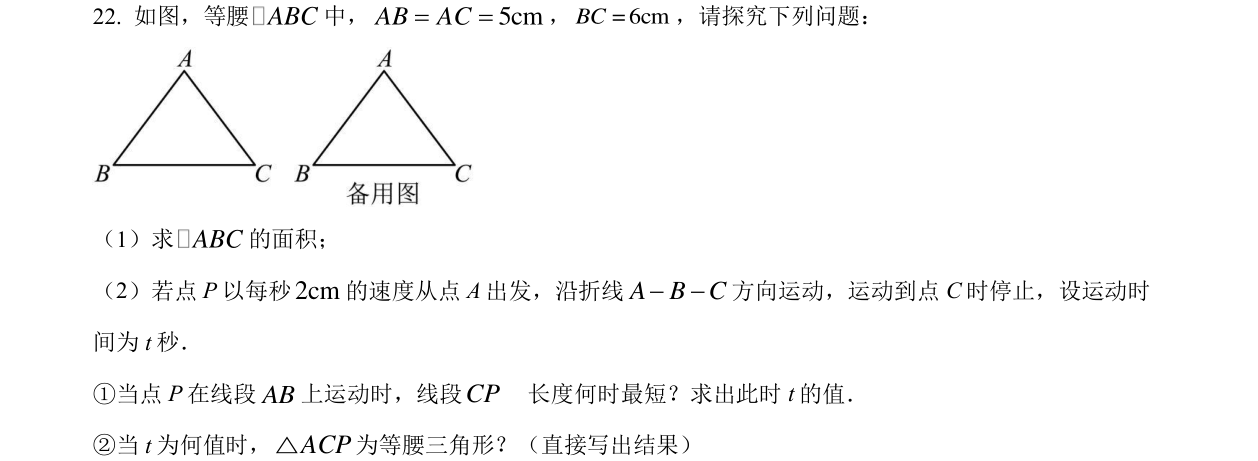 22. 如图，等腰□ABC 中， AB = AC = 5cm ， BC = 6cm ，请探究下列问题：
A A
B C B C
备用图
（1）求□ABC 的面积；
（2）若点 P 以每秒 2cm 的速度从点 A 出发，沿折线 A − B − C 方向运动，运动到点 C 时停止，设运动时
间为 t 秒．
①当点 P 在线段 AB 上运动时，线段 CP 长度何时最短？求出此时 t 的值．
②当 t 为何值时， △ACP 为等腰三角形？（直接写出结果）